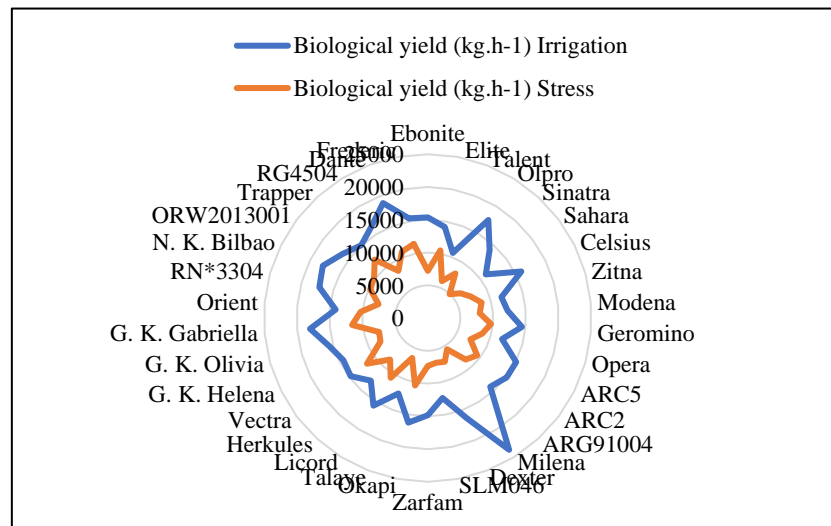 Biological yield (kg.h-1) Irrigation
Biological yield (kg.h-1) Stress
Ebonite
Elite
Talent
Olpro
Sinatra
Sahara
Celsius
Zitna
Modena
Geromino
Opera
ARC5
ARC2
ARG91004
Milena
Dexter
SLM046
Zarfam
Okapi
Talaye
Licord
Herkules
Vectra
G. K. Helena
G. K. Olivia
G. K. Gabriella
Orient
RN*3304
N. K. Bilbao
ORW2013001
Trapper
RG4504
Dante
Frederic
25000
20000
15000
10000
5000
0